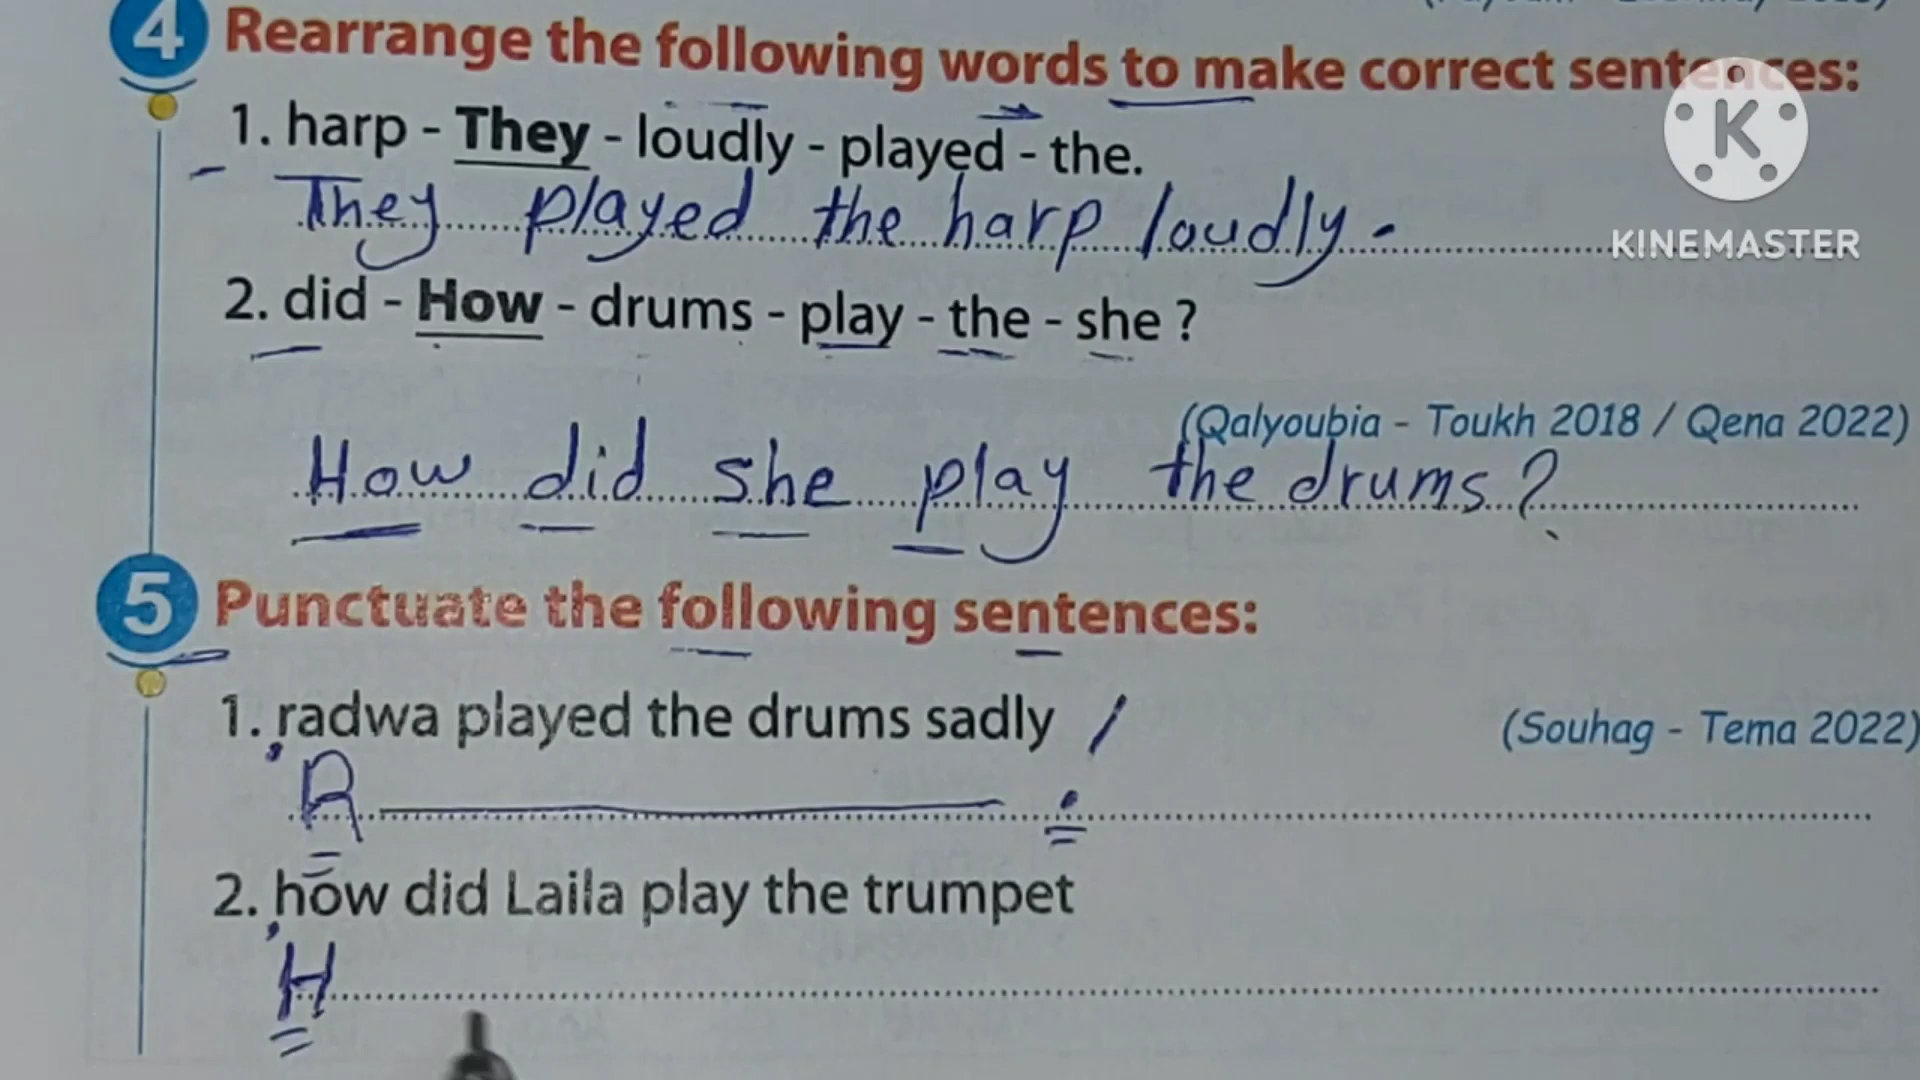 4 Rearrange the following words to make correct sentences:
1. harp - They - loudly - played - the.
They played the harp loudly.
2. did - How - drums - play - the - she ?
(Qalyoubia - Toukh 2018 / Qena 2022)
How did she play the drums?
5 Punctuate the following sentences:
1. radwa played the drums sadly
(Souhag - Tema 2022)
R .
2. how did Laila play the trumpet
H
K
KINEMASTER